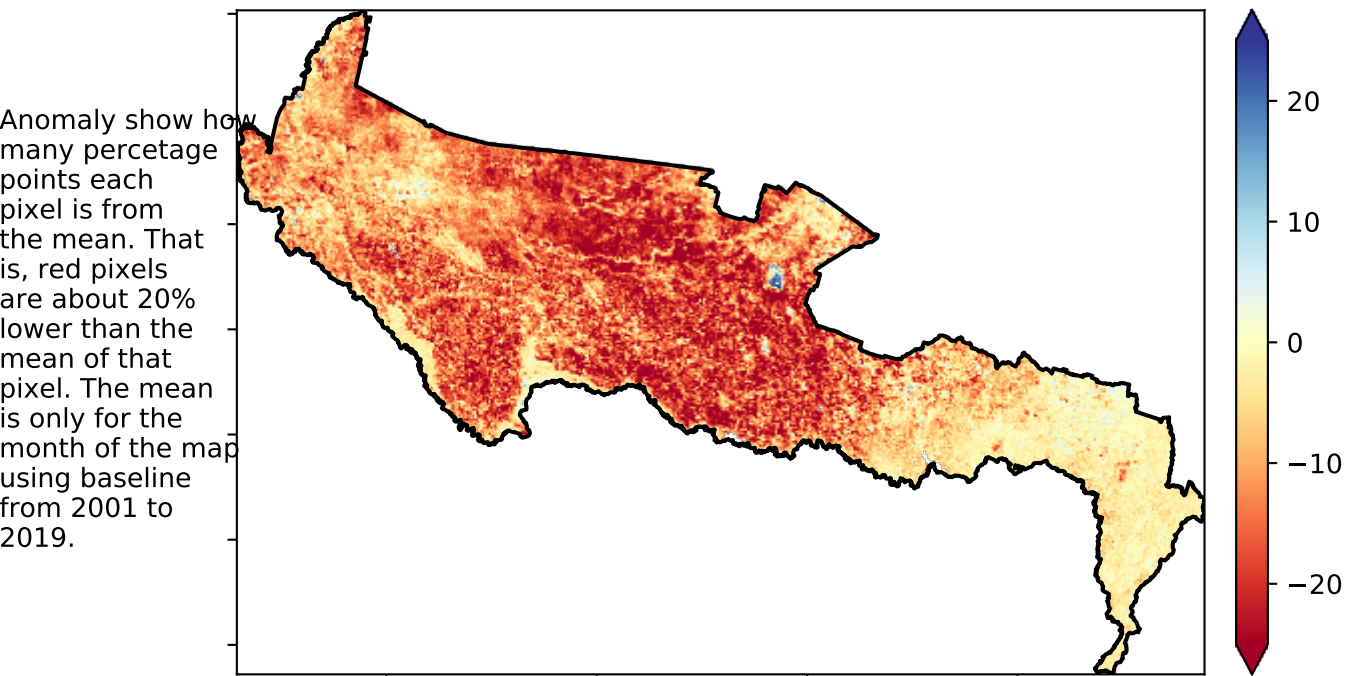 Anomaly show how
many percetage
points each
pixel is from
the mean. That
is, red pixels
are about 20%
lower than the
mean of that
pixel. The mean
is only for the
month of the map
using baseline
from 2001 to
2019.
20
10
0
−10
−20